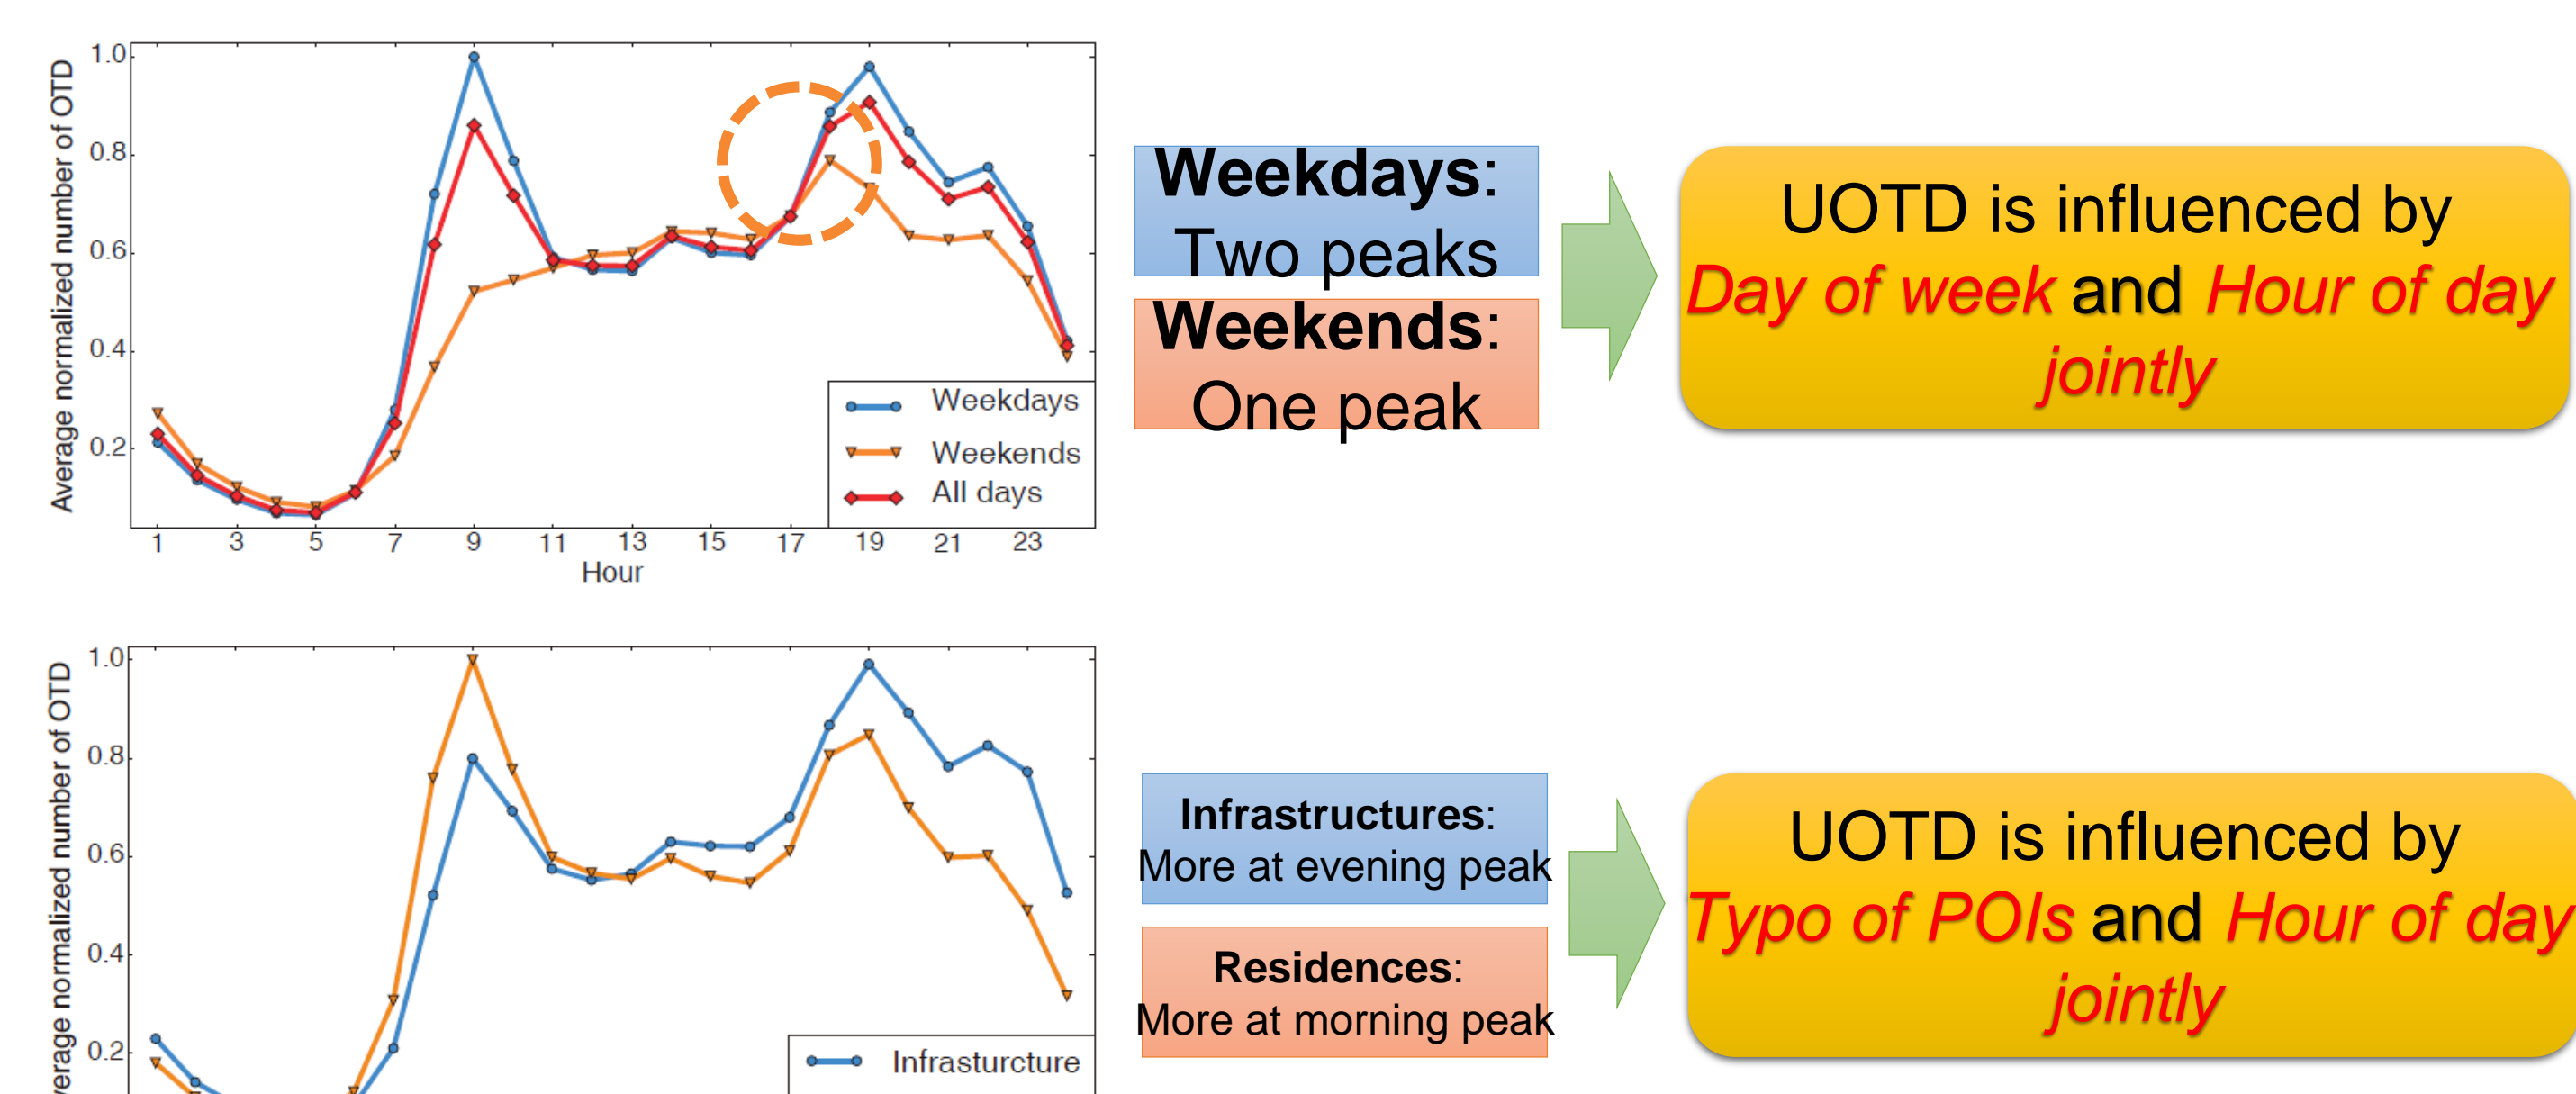 Average normalized number of OTD
1.0
0.8
0.6
0.4
0.2
1 3 5 7 9 11 13 15 17 19 21 23
Hour
Weekdays
Weekends
All days
Weekdays:
Two peaks
Weekends:
One peak
UOTD is influenced by
Day of week and Hour of day
jointly
verage normalized number of OTD
1.0
0.8
0.6
0.4
0.2
Infrasturcture
Infrastructures:
More at evening peak
Residences:
More at morning peak
UOTD is influenced by
Typo of POIs and Hour of day
jointly